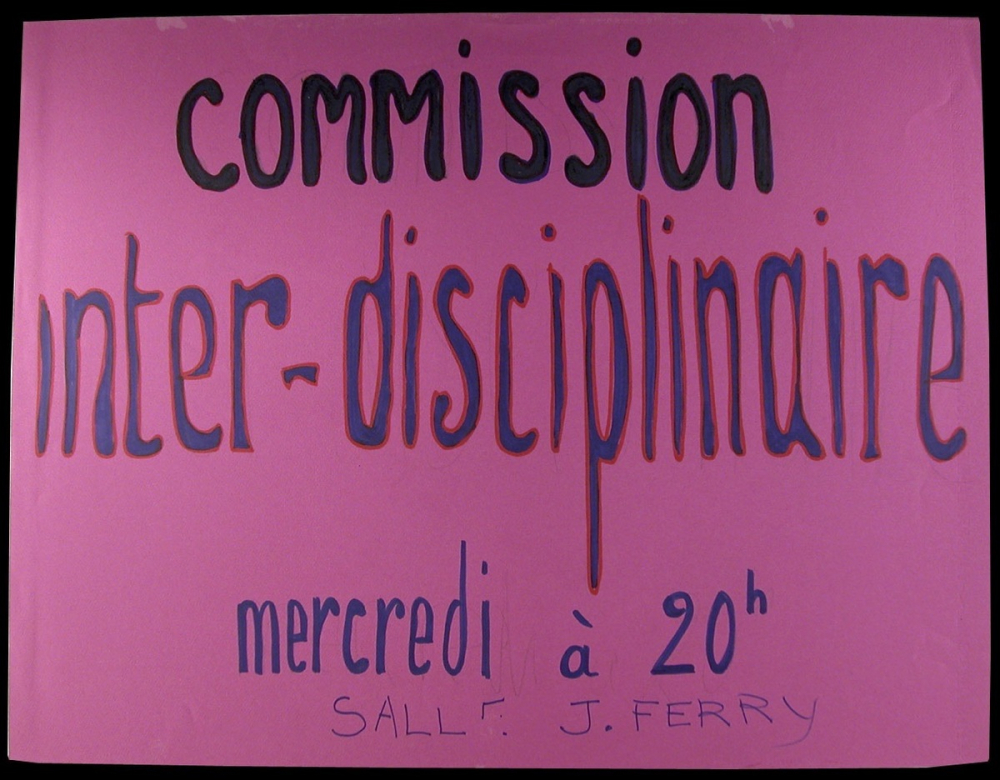 commission
inter-disciplinaire
mercredi à 20h
SALLE: J. FERRY